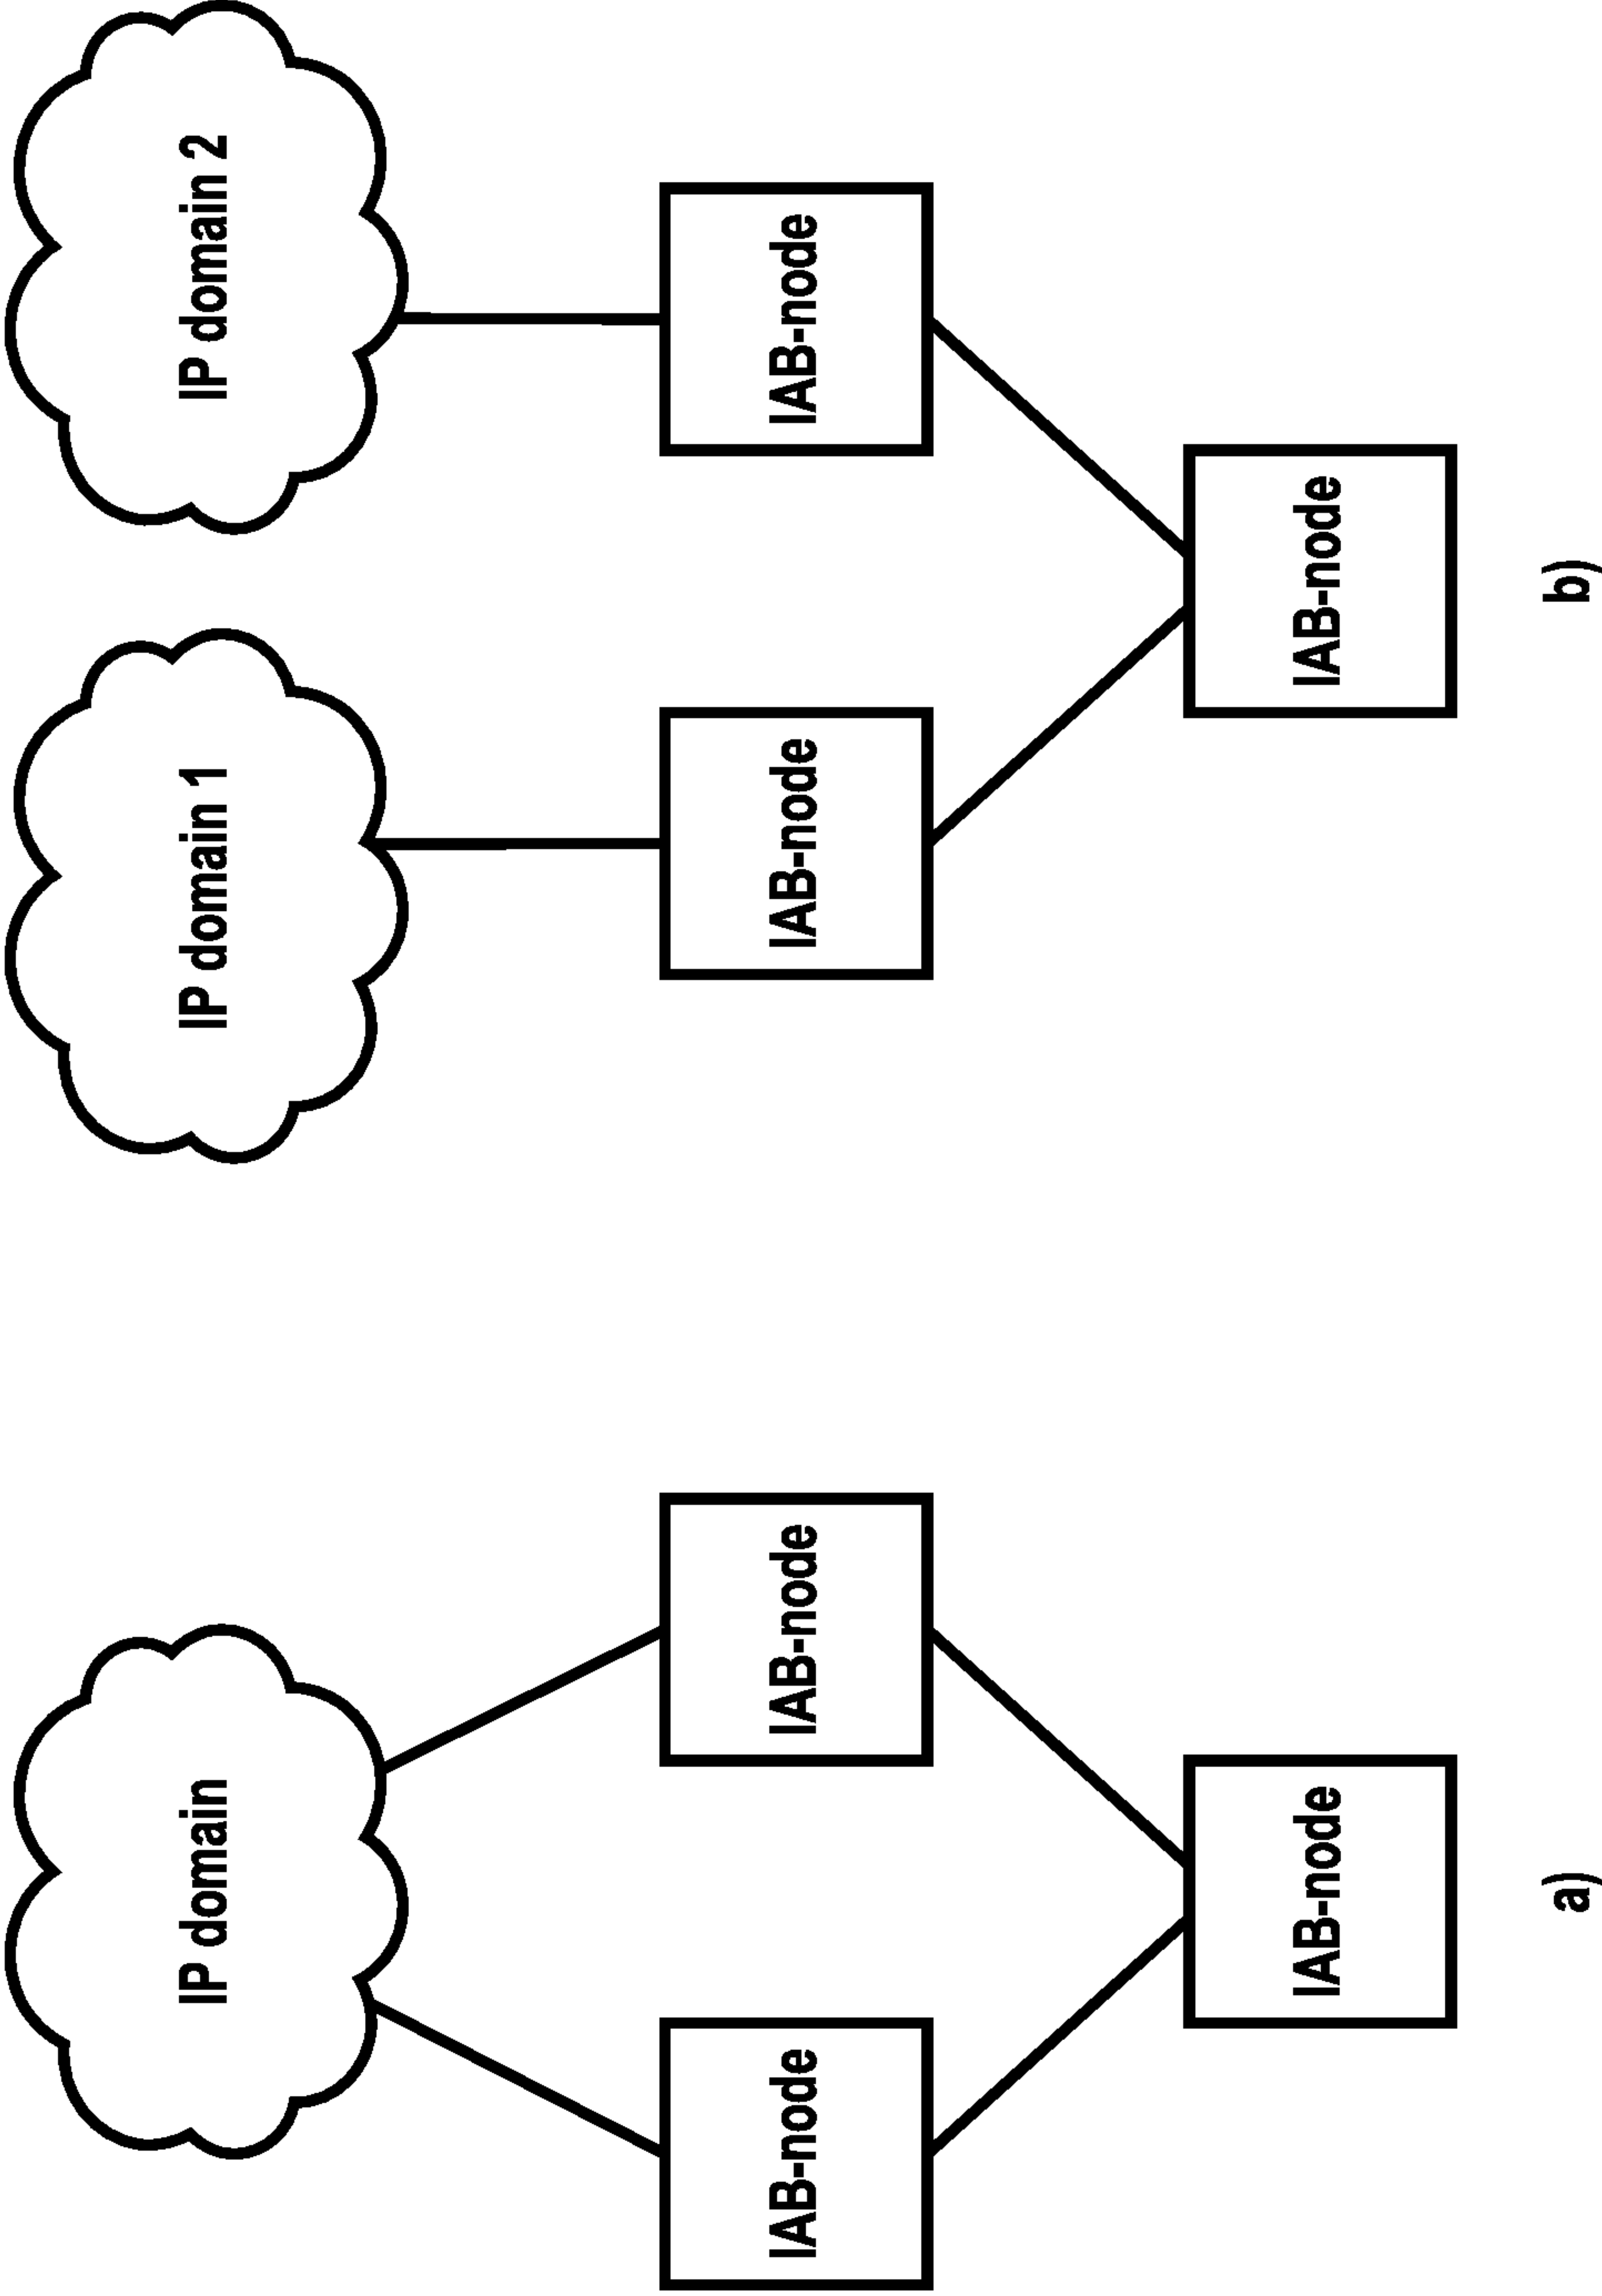 IP domain
IAB-node
IAB-node
IAB-node
a)
IP domain 1
IP domain 2
IAB-node
IAB-node
IAB-node
b)